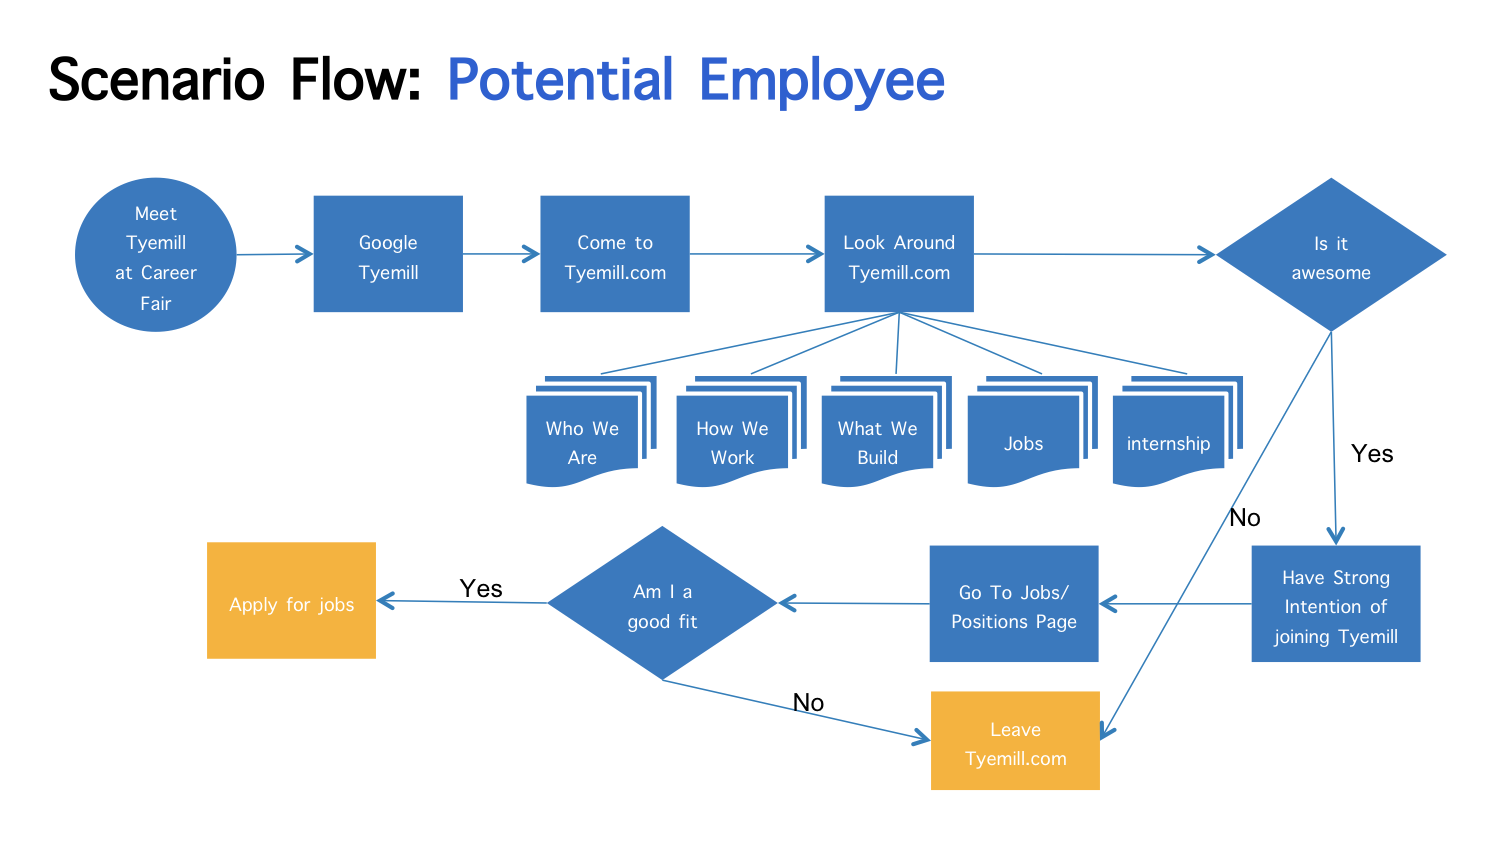 Scenario Flow: Potential Employee
Meet
Tyemill
at Career
Fair
Google
Tyemill
Come to
Tyemill.com
Look Around
Tyemill.com
Is it
awesome
Who We
Are
How We
Work
What We
Build
Jobs
internship
Yes
No
Apply for jobs
Yes
Am I a
good fit
Go To Jobs/
Positions Page
Have Strong
Intention of
joining Tyemill
No
Leave
Tyemill.com